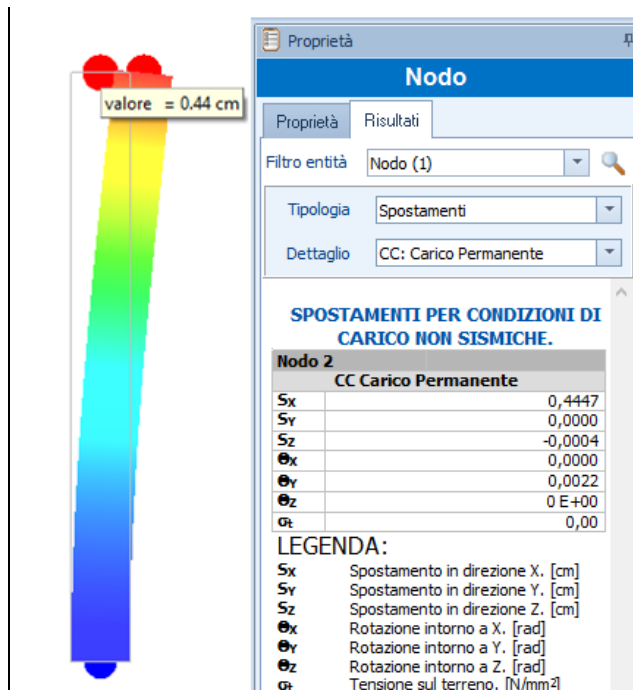 Proprietà
Nodo
Proprietà Risultati
Filtro entità Nodo (1)
Tipologia Spostamenti
Dettaglio CC: Carico Permanente
valore = 0.44 cm
SPOSTAMENTI PER CONDIZIONI DI
CARICO NON SISMICHE.
Nodo 2
CC Carico Permanente
Sx 0,4447
SY 0,0000
Sz -0,0004
Θx 0,0000
ΘY 0,0022
Θz 0 E+00
σt 0,00
LEGENDA:
Sx Spostamento in direzione X. [cm]
SY Spostamento in direzione Y. [cm]
Sz Spostamento in direzione Z. [cm]
Θx Rotazione intorno a X. [rad]
ΘY Rotazione intorno a Y. [rad]
Θz Rotazione intorno a Z. [rad]
σt Tensione sul terreno. [N/mm²]